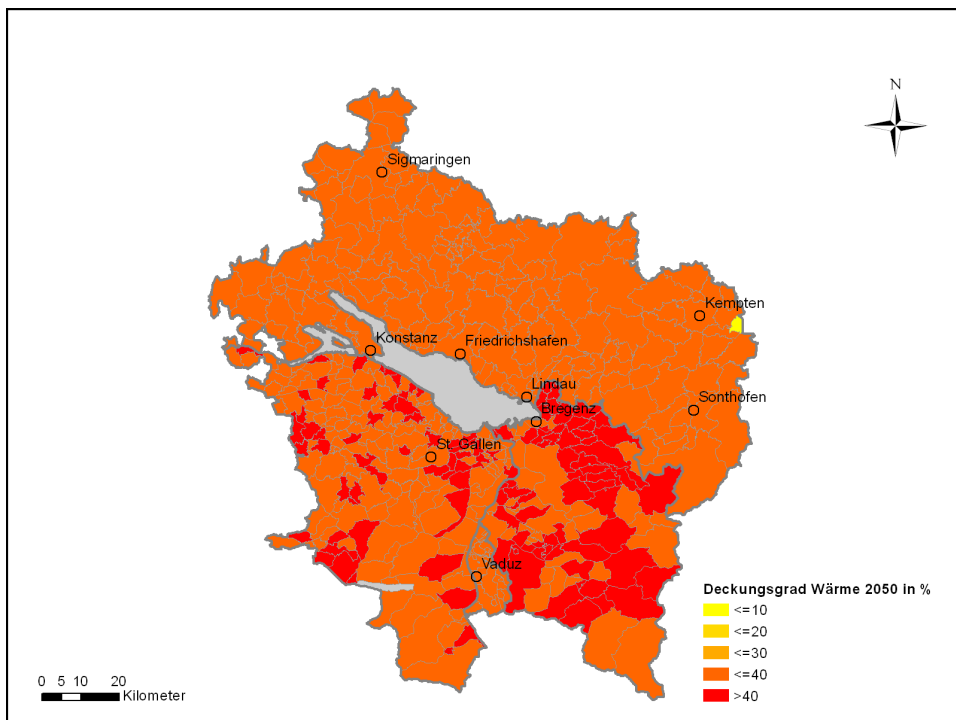 N
Sigmaringen
Kempten
Konstanz
Friedrichshafen
Lindau
Sonthofen
Bregenz
St. Gallen
Vaduz
Deckungsgrad Wärme 2050 in %
<=10
<=20
<=30
<=40
>40
0 5 10 20
Kilometer